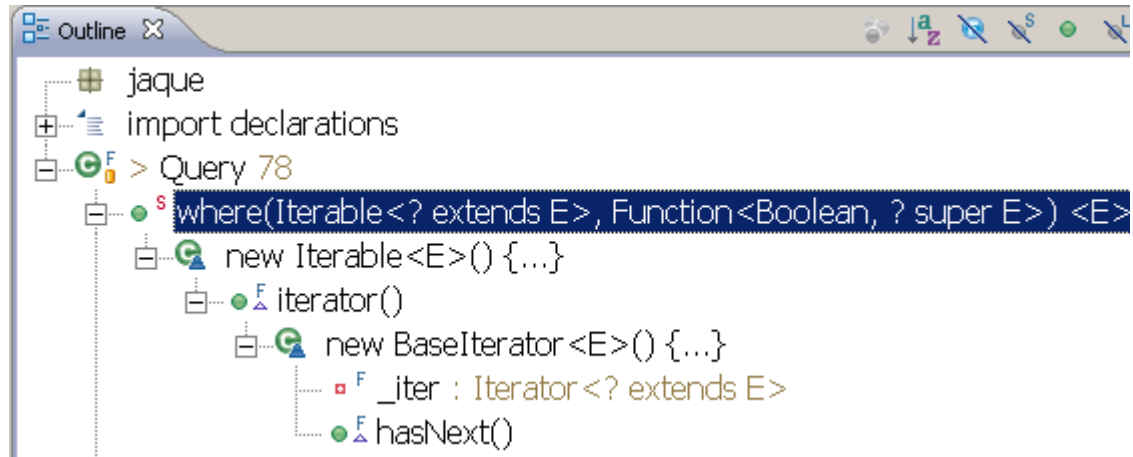 Outline
a z S L
jaque
import declarations
F > Query 78
S where(Iterable<? extends E>, Function<Boolean, ? super E>) <E>
new Iterable<E>() {...}
F iterator()
new BaseIterator<E>() {...}
F _iter : Iterator<? extends E>
F hasNext()